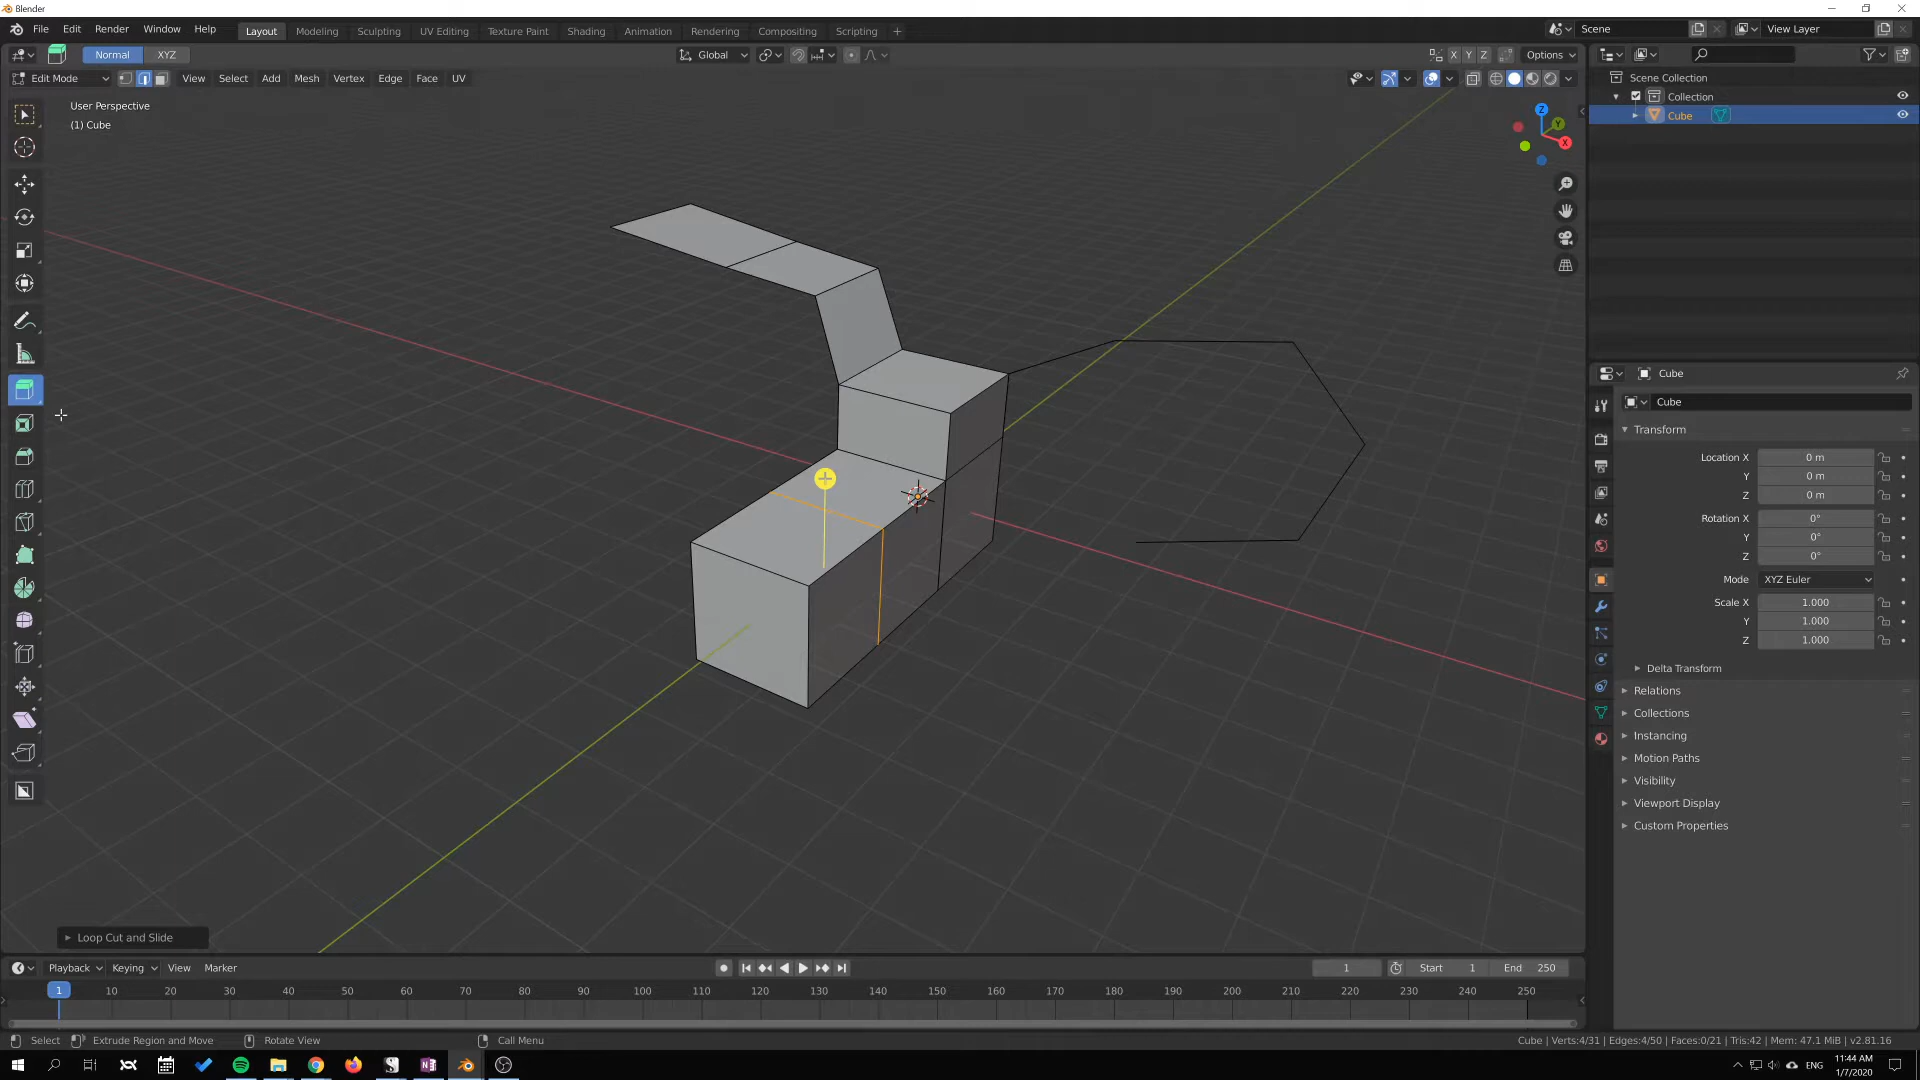 Blender
File Edit Render Window Help
Layout Modeling Sculpting UV Editing Texture Paint Shading Animation Rendering Compositing Scripting +
Scene
View Layer
Normal XYZ
Global
X Y Z
Options
Edit Mode
View Select Add Mesh Vertex Edge Face UV
User Perspective
(1) Cube
Z
Y
X
Scene Collection
Collection
Cube
Cube
Cube
Transform
Location X 0 m
Y 0 m
Z 0 m
Rotation X 0°
Y 0°
Z 0°
Mode XYZ Euler
Scale X 1.000
Y 1.000
Z 1.000
Delta Transform
Relations
Collections
Instancing
Motion Paths
Visibility
Viewport Display
Custom Properties
Loop Cut and Slide
Playback Keying View Marker
1 Start 1 End 250
1 10 20 30 40 50 60 70 80 90 100 110 120 130 140 150 160 170 180 190 200 210 220 230 240 250
Select Extrude Region and Move Rotate View Call Menu
Cube | Verts:4/31 | Edges:4/50 | Faces:0/21 | Tris:42 | Mem: 47.1 MiB | v2.81.16
ENG
11:44 AM
1/7/2020